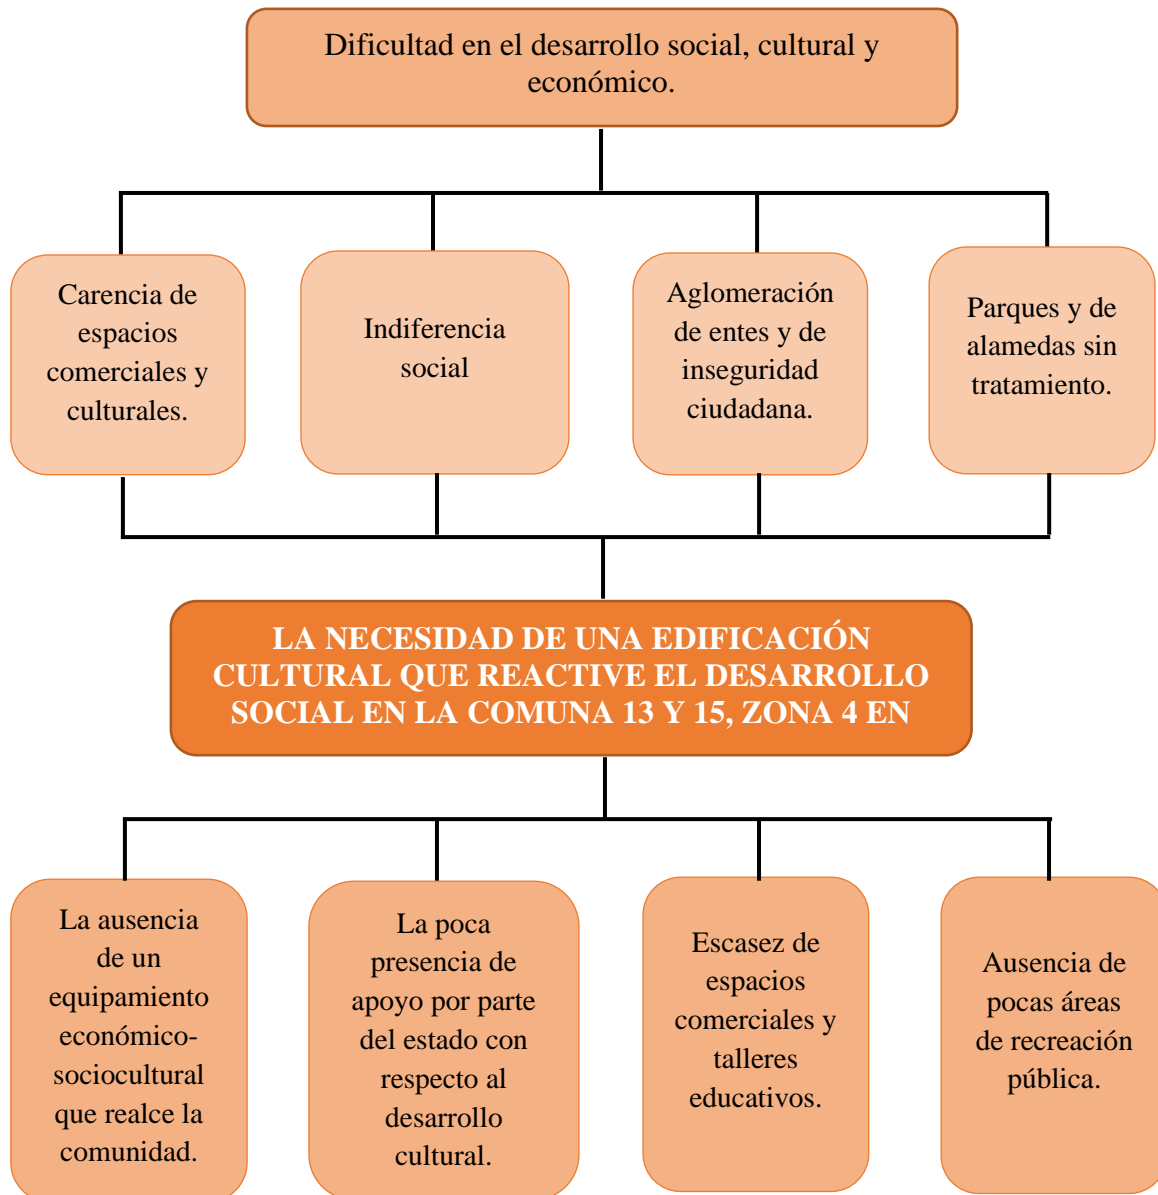 Dificultad en el desarrollo social, cultural y
económico.
Carencia de
espacios
comerciales y
culturales.
Indiferencia
social
Aglomeración
de entes y de
inseguridad
ciudadana.
Parques y de
alamedas sin
tratamiento.
LA NECESIDAD DE UNA EDIFICACIÓN
CULTURAL QUE REACTIVE EL DESARROLLO
SOCIAL EN LA COMUNA 13 Y 15, ZONA 4 EN
La ausencia
de un
equipamiento
económico-
sociocultural
que realce la
comunidad.
La poca
presencia de
apoyo por parte
del estado con
respecto al
desarrollo
cultural.
Escasez de
espacios
comerciales y
talleres
educativos.
Ausencia de
pocas áreas
de recreación
pública.